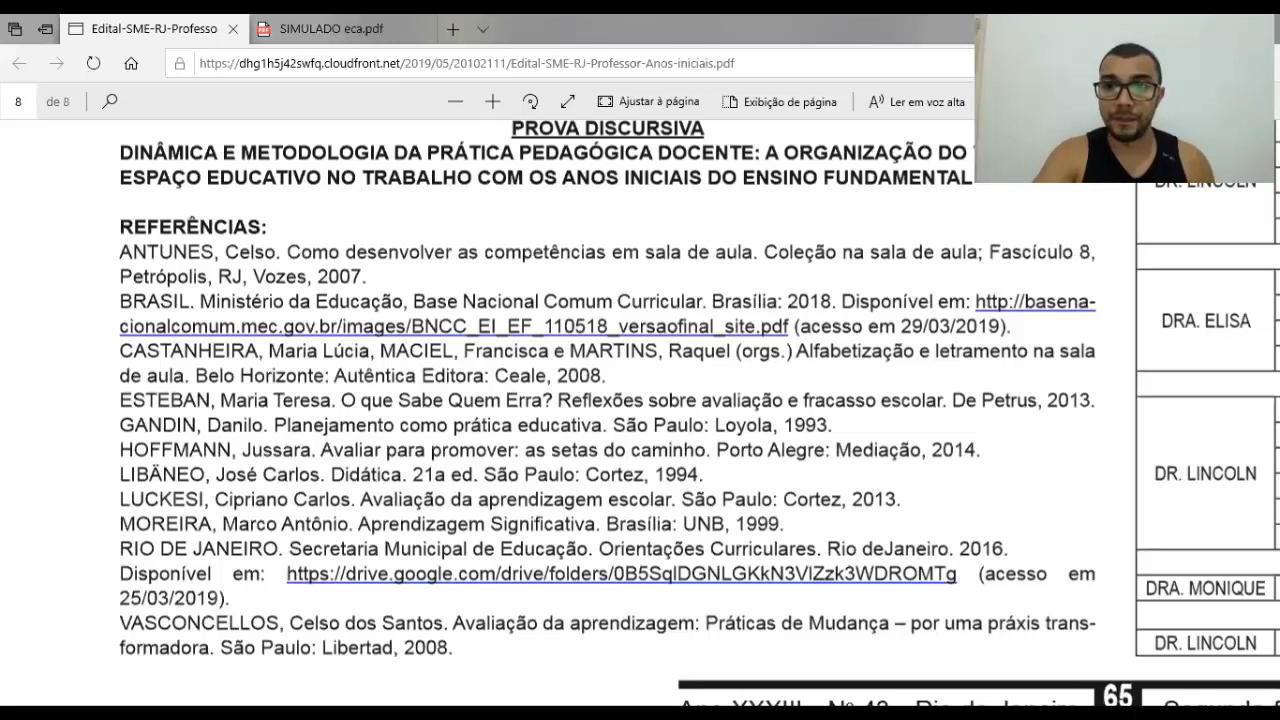 Edital-SME-RJ-Professo
SIMULADO eca.pdf
https://dhg1h5j42swfq.cloudfront.net/2019/05/20102111/Edital-SME-RJ-Professor-Anos-iniciais.pdf
8 de 8
Ajustar à página
Exibição de página
Ler em voz alta
PROVA DISCURSIVA
DINÂMICA E METODOLOGIA DA PRÁTICA PEDAGÓGICA DOCENTE: A ORGANIZAÇÃO DO
ESPAÇO EDUCATIVO NO TRABALHO COM OS ANOS INICIAIS DO ENSINO FUNDAMENTAL
REFERÊNCIAS:
ANTUNES, Celso. Como desenvolver as competências em sala de aula. Coleção na sala de aula; Fascículo 8,
Petrópolis, RJ, Vozes, 2007.
BRASIL. Ministério da Educação, Base Nacional Comum Curricular. Brasília: 2018. Disponível em: http://basena-
cionalcomum.mec.gov.br/images/BNCC_EI_EF_110518_versaofinal_site.pdf (acesso em 29/03/2019).
CASTANHEIRA, Maria Lúcia, MACIEL, Francisca e MARTINS, Raquel (orgs.) Alfabetização e letramento na sala
de aula. Belo Horizonte: Autêntica Editora: Ceale, 2008.
ESTEBAN, Maria Teresa. O que Sabe Quem Erra? Reflexões sobre avaliação e fracasso escolar. De Petrus, 2013.
GANDIN, Danilo. Planejamento como prática educativa. São Paulo: Loyola, 1993.
HOFFMANN, Jussara. Avaliar para promover: as setas do caminho. Porto Alegre: Mediação, 2014.
LIBÂNEO, José Carlos. Didática. 21a ed. São Paulo: Cortez, 1994.
LUCKESI, Cipriano Carlos. Avaliação da aprendizagem escolar. São Paulo: Cortez, 2013.
MOREIRA, Marco Antônio. Aprendizagem Significativa. Brasília: UNB, 1999.
RIO DE JANEIRO. Secretaria Municipal de Educação. Orientações Curriculares. Rio deJaneiro. 2016.
Disponível em: https://drive.google.com/drive/folders/0B5SqlDGNLGKkN3VlZzk3WDROMTg (acesso em
25/03/2019).
VASCONCELLOS, Celso dos Santos. Avaliação da aprendizagem: Práticas de Mudança – por uma práxis trans-
formadora. São Paulo: Libertad, 2008.
DR. LINCOLN
DRA. ELISA
DR. LINCOLN
DRA. MONIQUE
DR. LINCOLN
65
Ano XXXIII
Rio de Janeiro